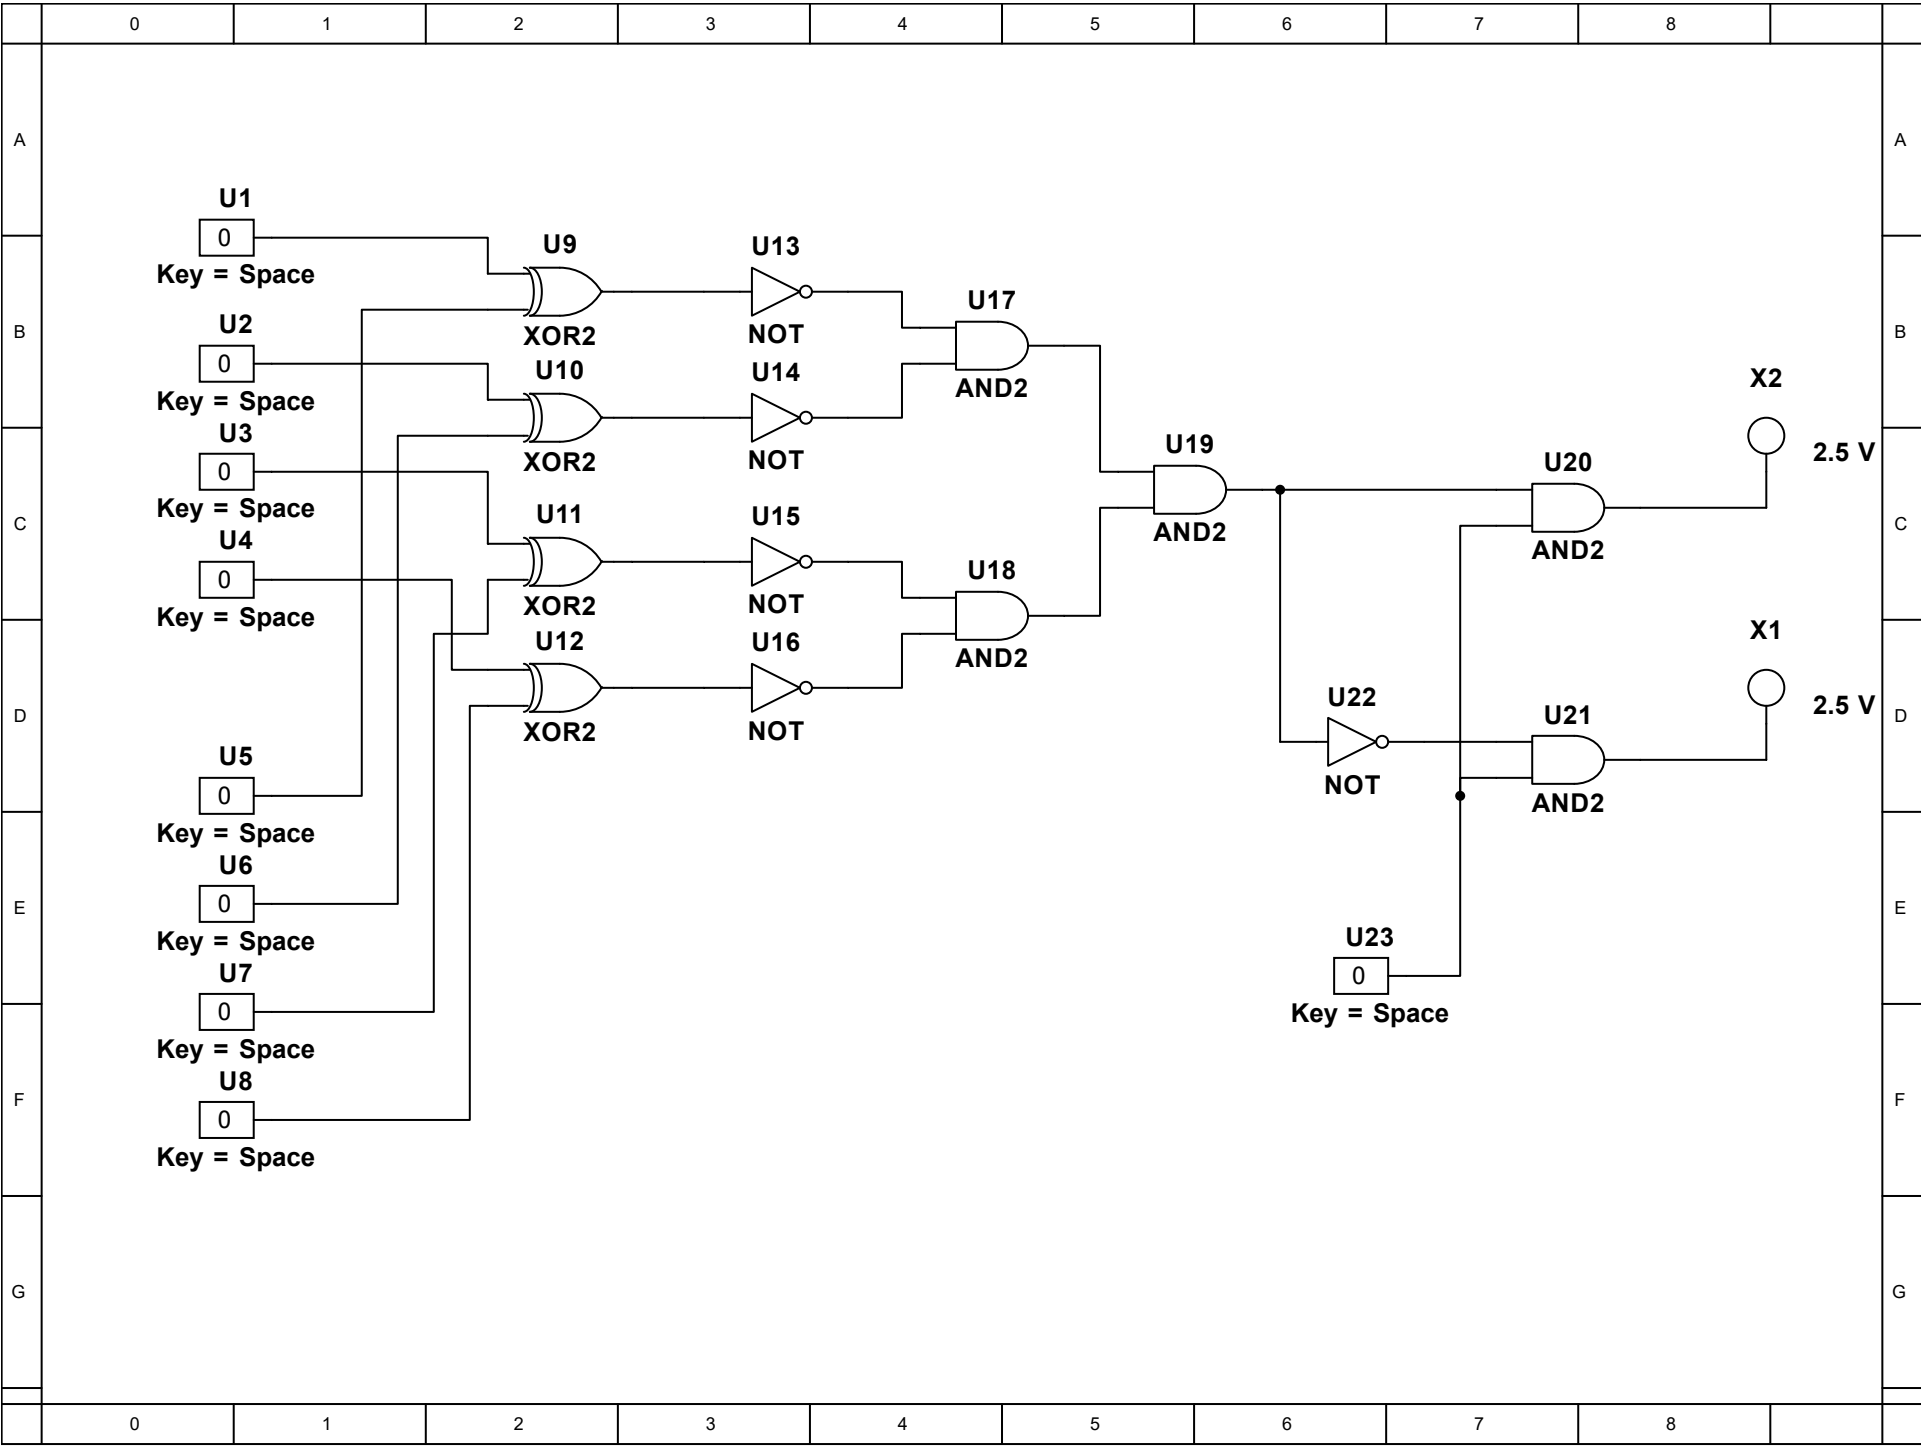 0 1 2 3 4 5 6 7 8
A A
U1
0
Key = Space
U9
XOR2
U13
NOT
B B
U2
0
Key = Space
U10
XOR2
U14
NOT
U17
AND2
X2
2.5 V
U3
0
Key = Space
U19
AND2
U20
AND2
C C
U4
0
Key = Space
U11
XOR2
U15
NOT
U18
AND2
X1
2.5 V
U12
XOR2
U16
NOT
D D
U22
NOT
U21
AND2
U5
0
Key = Space
U6
0
Key = Space
E E
U23
0
Key = Space
U7
0
Key = Space
U8
0
Key = Space
F F
G G
0 1 2 3 4 5 6 7 8